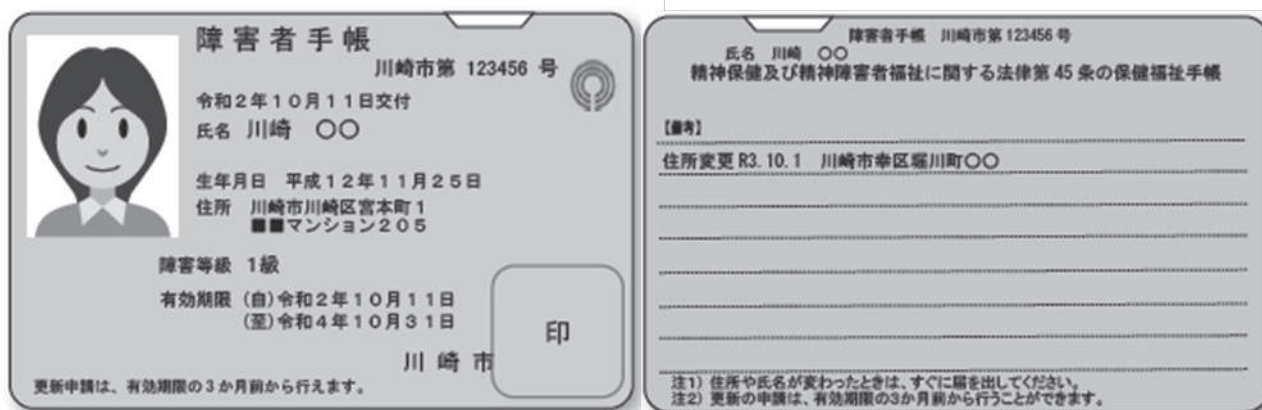 障害者手帳
川崎市第 123456 号
令和2年10月11日交付
氏名 川崎 〇〇
生年月日 平成12年11月25日
住所 川崎市川崎区宮本町1
■■マンション205
障害等級 1級
有効期限 (自)令和2年10月11日
(至)令和4年10月31日
川崎市
印
更新申請は、有効期限の3か月前から行えます。
障害者手帳 川崎市第 123456 号
氏名 川崎 〇〇
精神保健及び精神障害者福祉に関する法律第 45 条の保健福祉手帳
【備考】
住所変更 R3.10.1 川崎市幸区堀川町〇〇
注1) 住所や氏名が変わったときは、すぐに届を出してください。
注2) 更新の申請は、有効期限の3か月前から行うことができます。